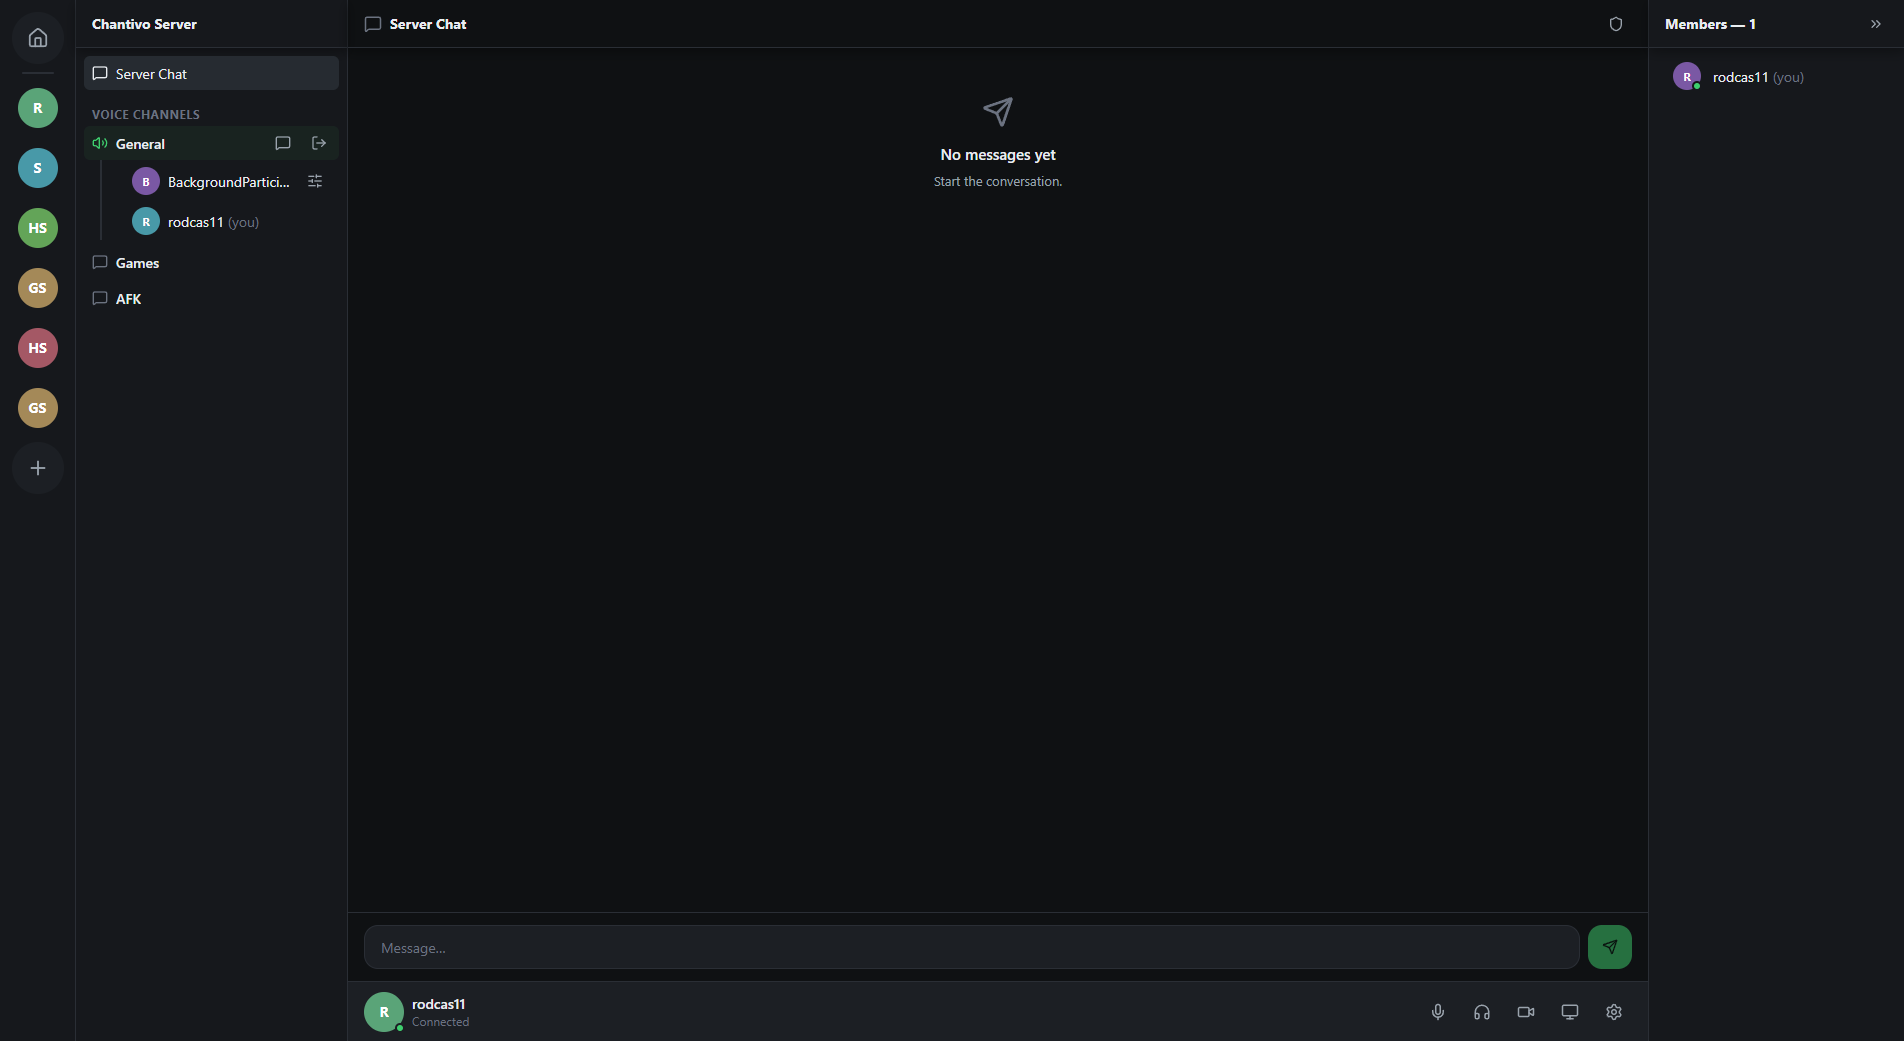 Chantivo Server
Server Chat
VOICE CHANNELS
General
B
BackgroundPartici...
R
rodcas11 (you)
Games
AFK
R
S
HS
GS
HS
GS
Server Chat
No messages yet
Start the conversation.
Message...
R
rodcas11
Connected
Members — 1
R
rodcas11 (you)